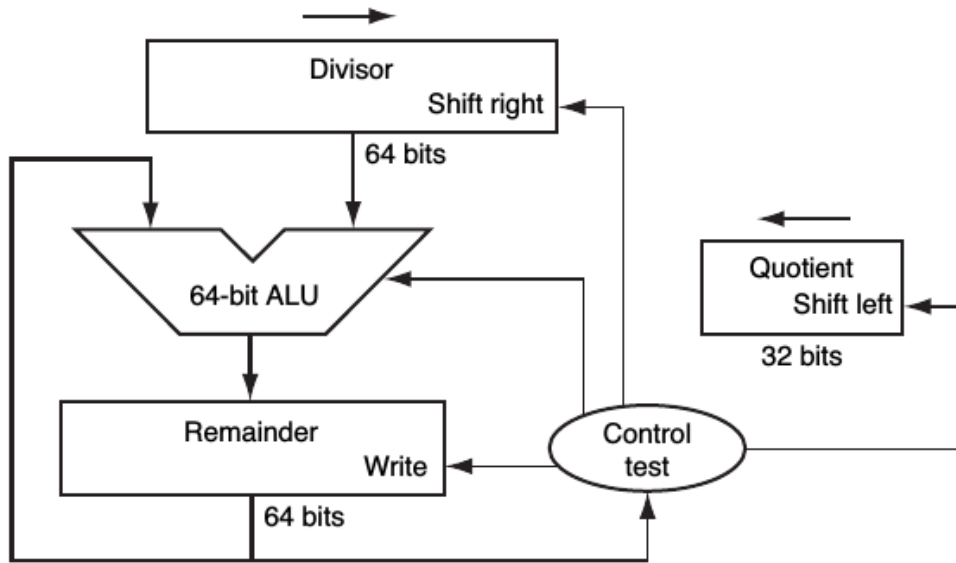 Divisor
Shift right
64 bits
64-bit ALU
Quotient
Shift left
32 bits
Remainder
Write
64 bits
Control
test